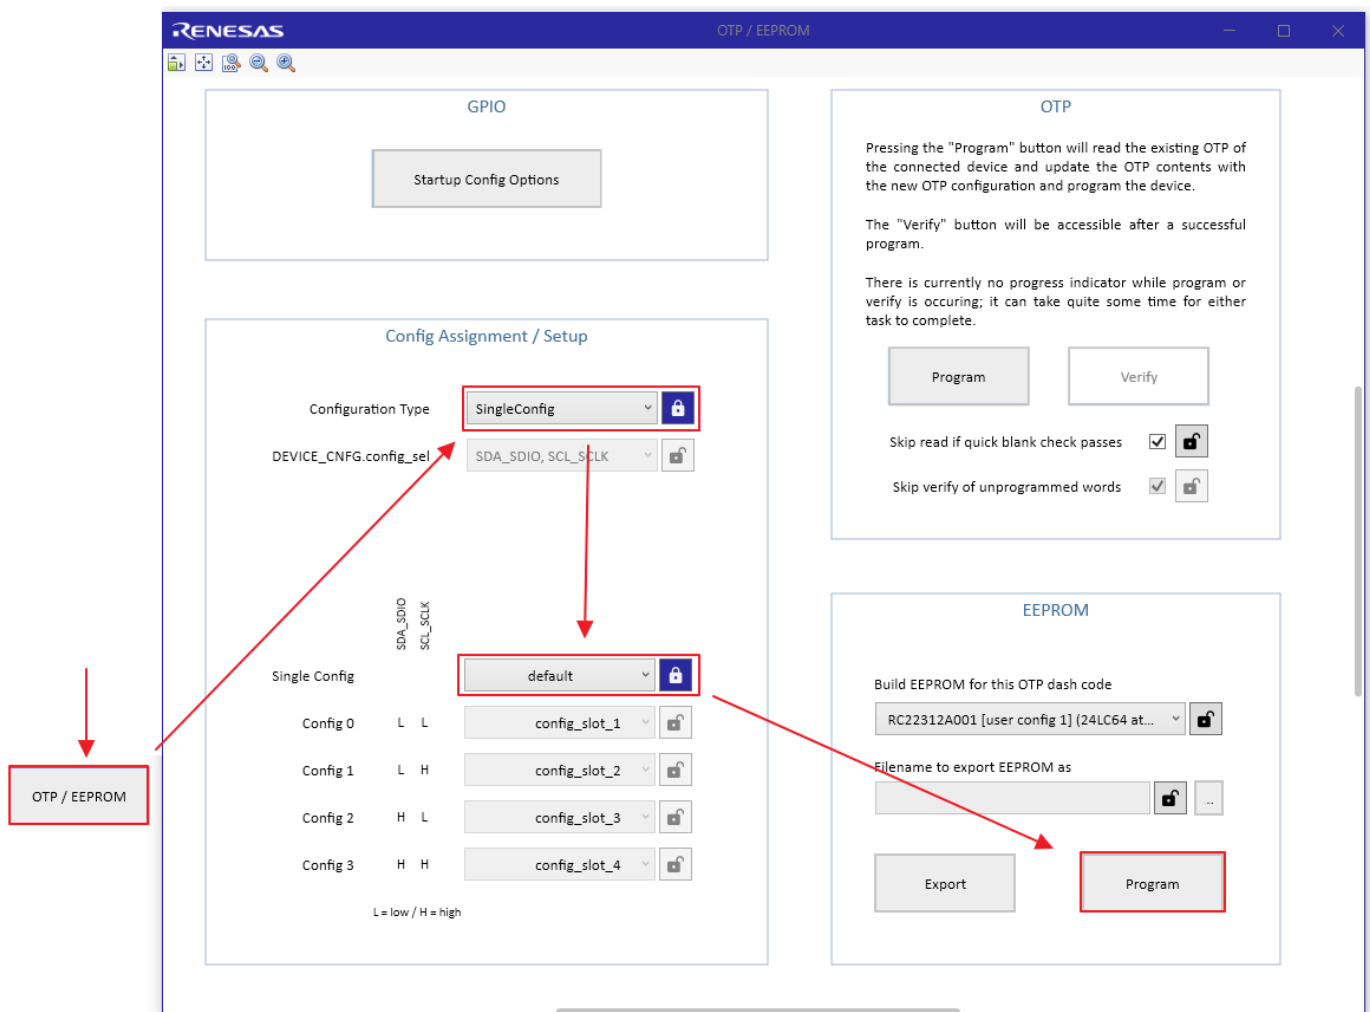 RENESAS
OTP / EEPROM
100
GPIO
Startup Config Options
Config Assignment / Setup
Configuration Type
SingleConfig
DEVICE_CNFG.config_sel
SDA_SDIO, SCL_SCLK
SDA_SDIO
SCL_SCLK
Single Config
default
Config 0
L L
config_slot_1
Config 1
L H
config_slot_2
Config 2
H L
config_slot_3
Config 3
H H
config_slot_4
L = low / H = high
OTP / EEPROM
OTP
Pressing the "Program" button will read the existing OTP of
the connected device and update the OTP contents with
the new OTP configuration and program the device.
The "Verify" button will be accessible after a successful
program.
There is currently no progress indicator while program or
verify is occuring; it can take quite some time for either
task to complete.
Program
Verify
Skip read if quick blank check passes
Skip verify of unprogrammed words
EEPROM
Build EEPROM for this OTP dash code
RC22312A001 [user config 1] (24LC64 at...
Filename to export EEPROM as
...
Export
Program